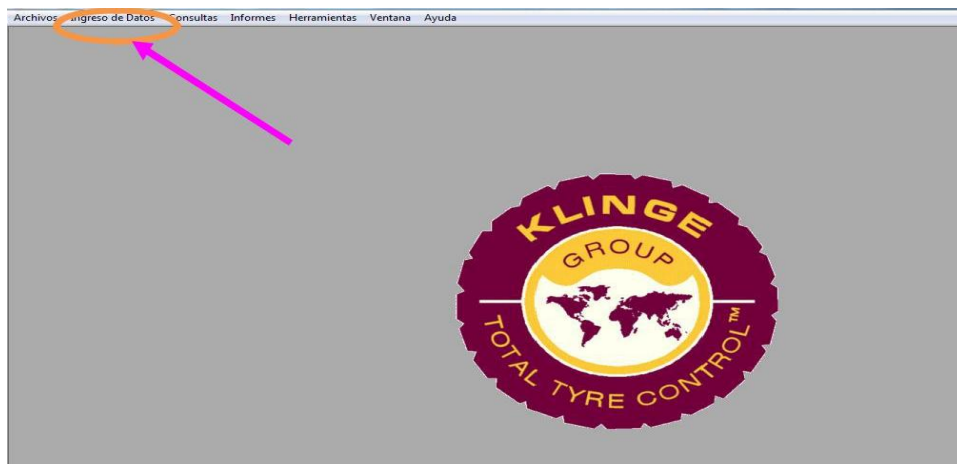 Archivos Ingreso de Datos Consultas Informes Herramientas Ventana Ayuda
KLINGE
GROUP
TOTAL TYRE CONTROL™